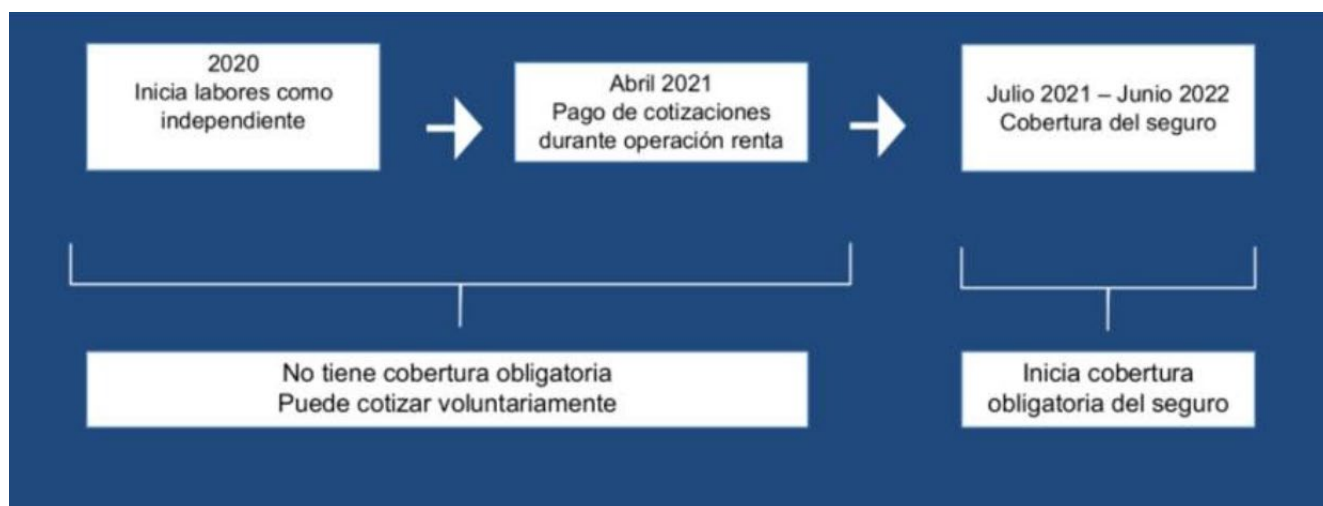 2020
Inicia labores como
independiente
Abril 2021
Pago de cotizaciones
durante operación renta
Julio 2021 – Junio 2022
Cobertura del seguro
No tiene cobertura obligatoria
Puede cotizar voluntariamente
Inicia cobertura
obligatoria del seguro